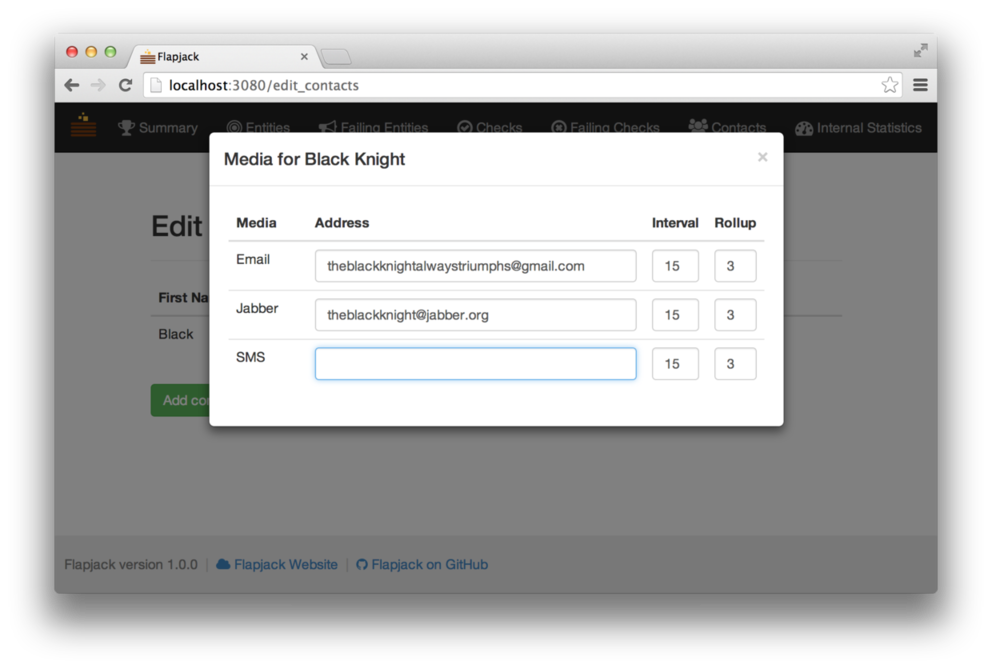 Flapjack
localhost:3080/edit_contacts
Summary Entities Failing Entities Checks Failing Checks Contacts Internal Statistics
Media for Black Knight ×
Edit
Media Address Interval Rollup
Email theblackknightalwaystriumphs@gmail.com 15 3
First Na
Jabber theblackknight@jabber.org 15 3
Black
SMS 15 3
Add co
Flapjack version 1.0.0 | Flapjack Website | Flapjack on GitHub